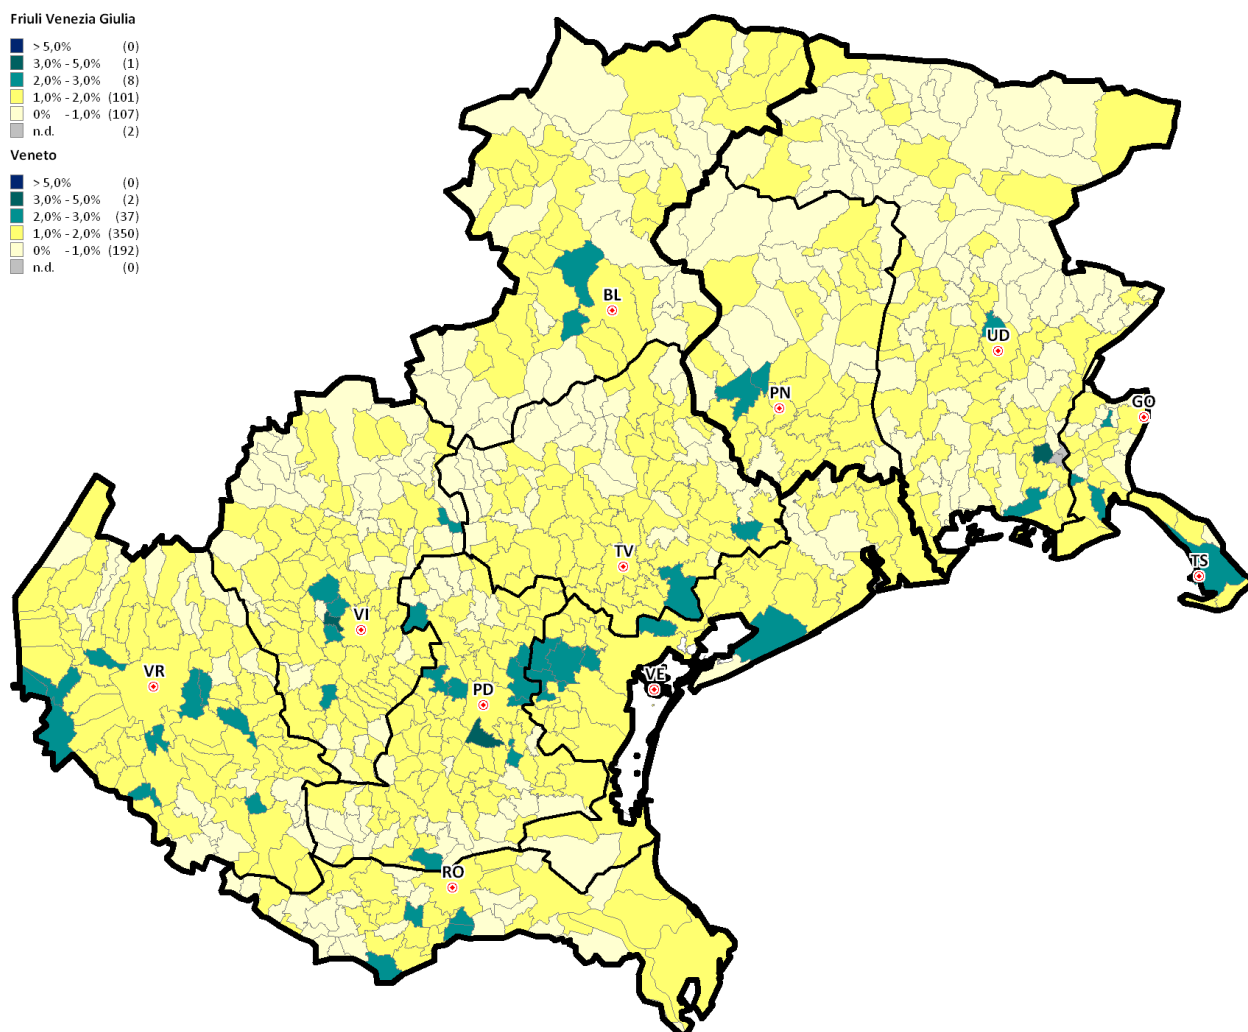 Friuli Venezia Giulia
> 5,0% (0)
3,0% - 5,0% (1)
2,0% - 3,0% (8)
1,0% - 2,0% (101)
0% - 1,0% (107)
n.d. (2)
Veneto
> 5,0% (0)
3,0% - 5,0% (2)
2,0% - 3,0% (37)
1,0% - 2,0% (350)
0% - 1,0% (192)
n.d. (0)
BL
UD
PN
GO
TV
TS
VI
VR
VE
PD
RO